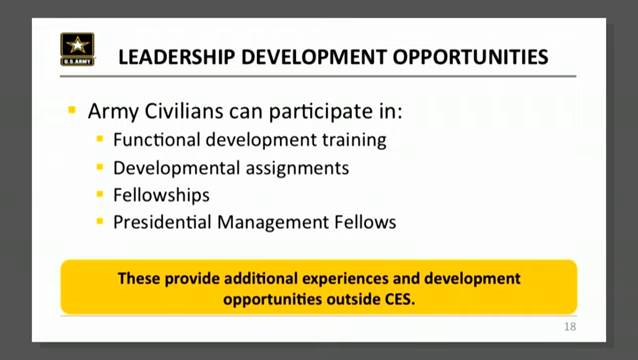 U.S. ARMY
LEADERSHIP DEVELOPMENT OPPORTUNITIES
Army Civilians can participate in:
Functional development training
Developmental assignments
Fellowships
Presidential Management Fellows
These provide additional experiences and development
opportunities outside CES.
18